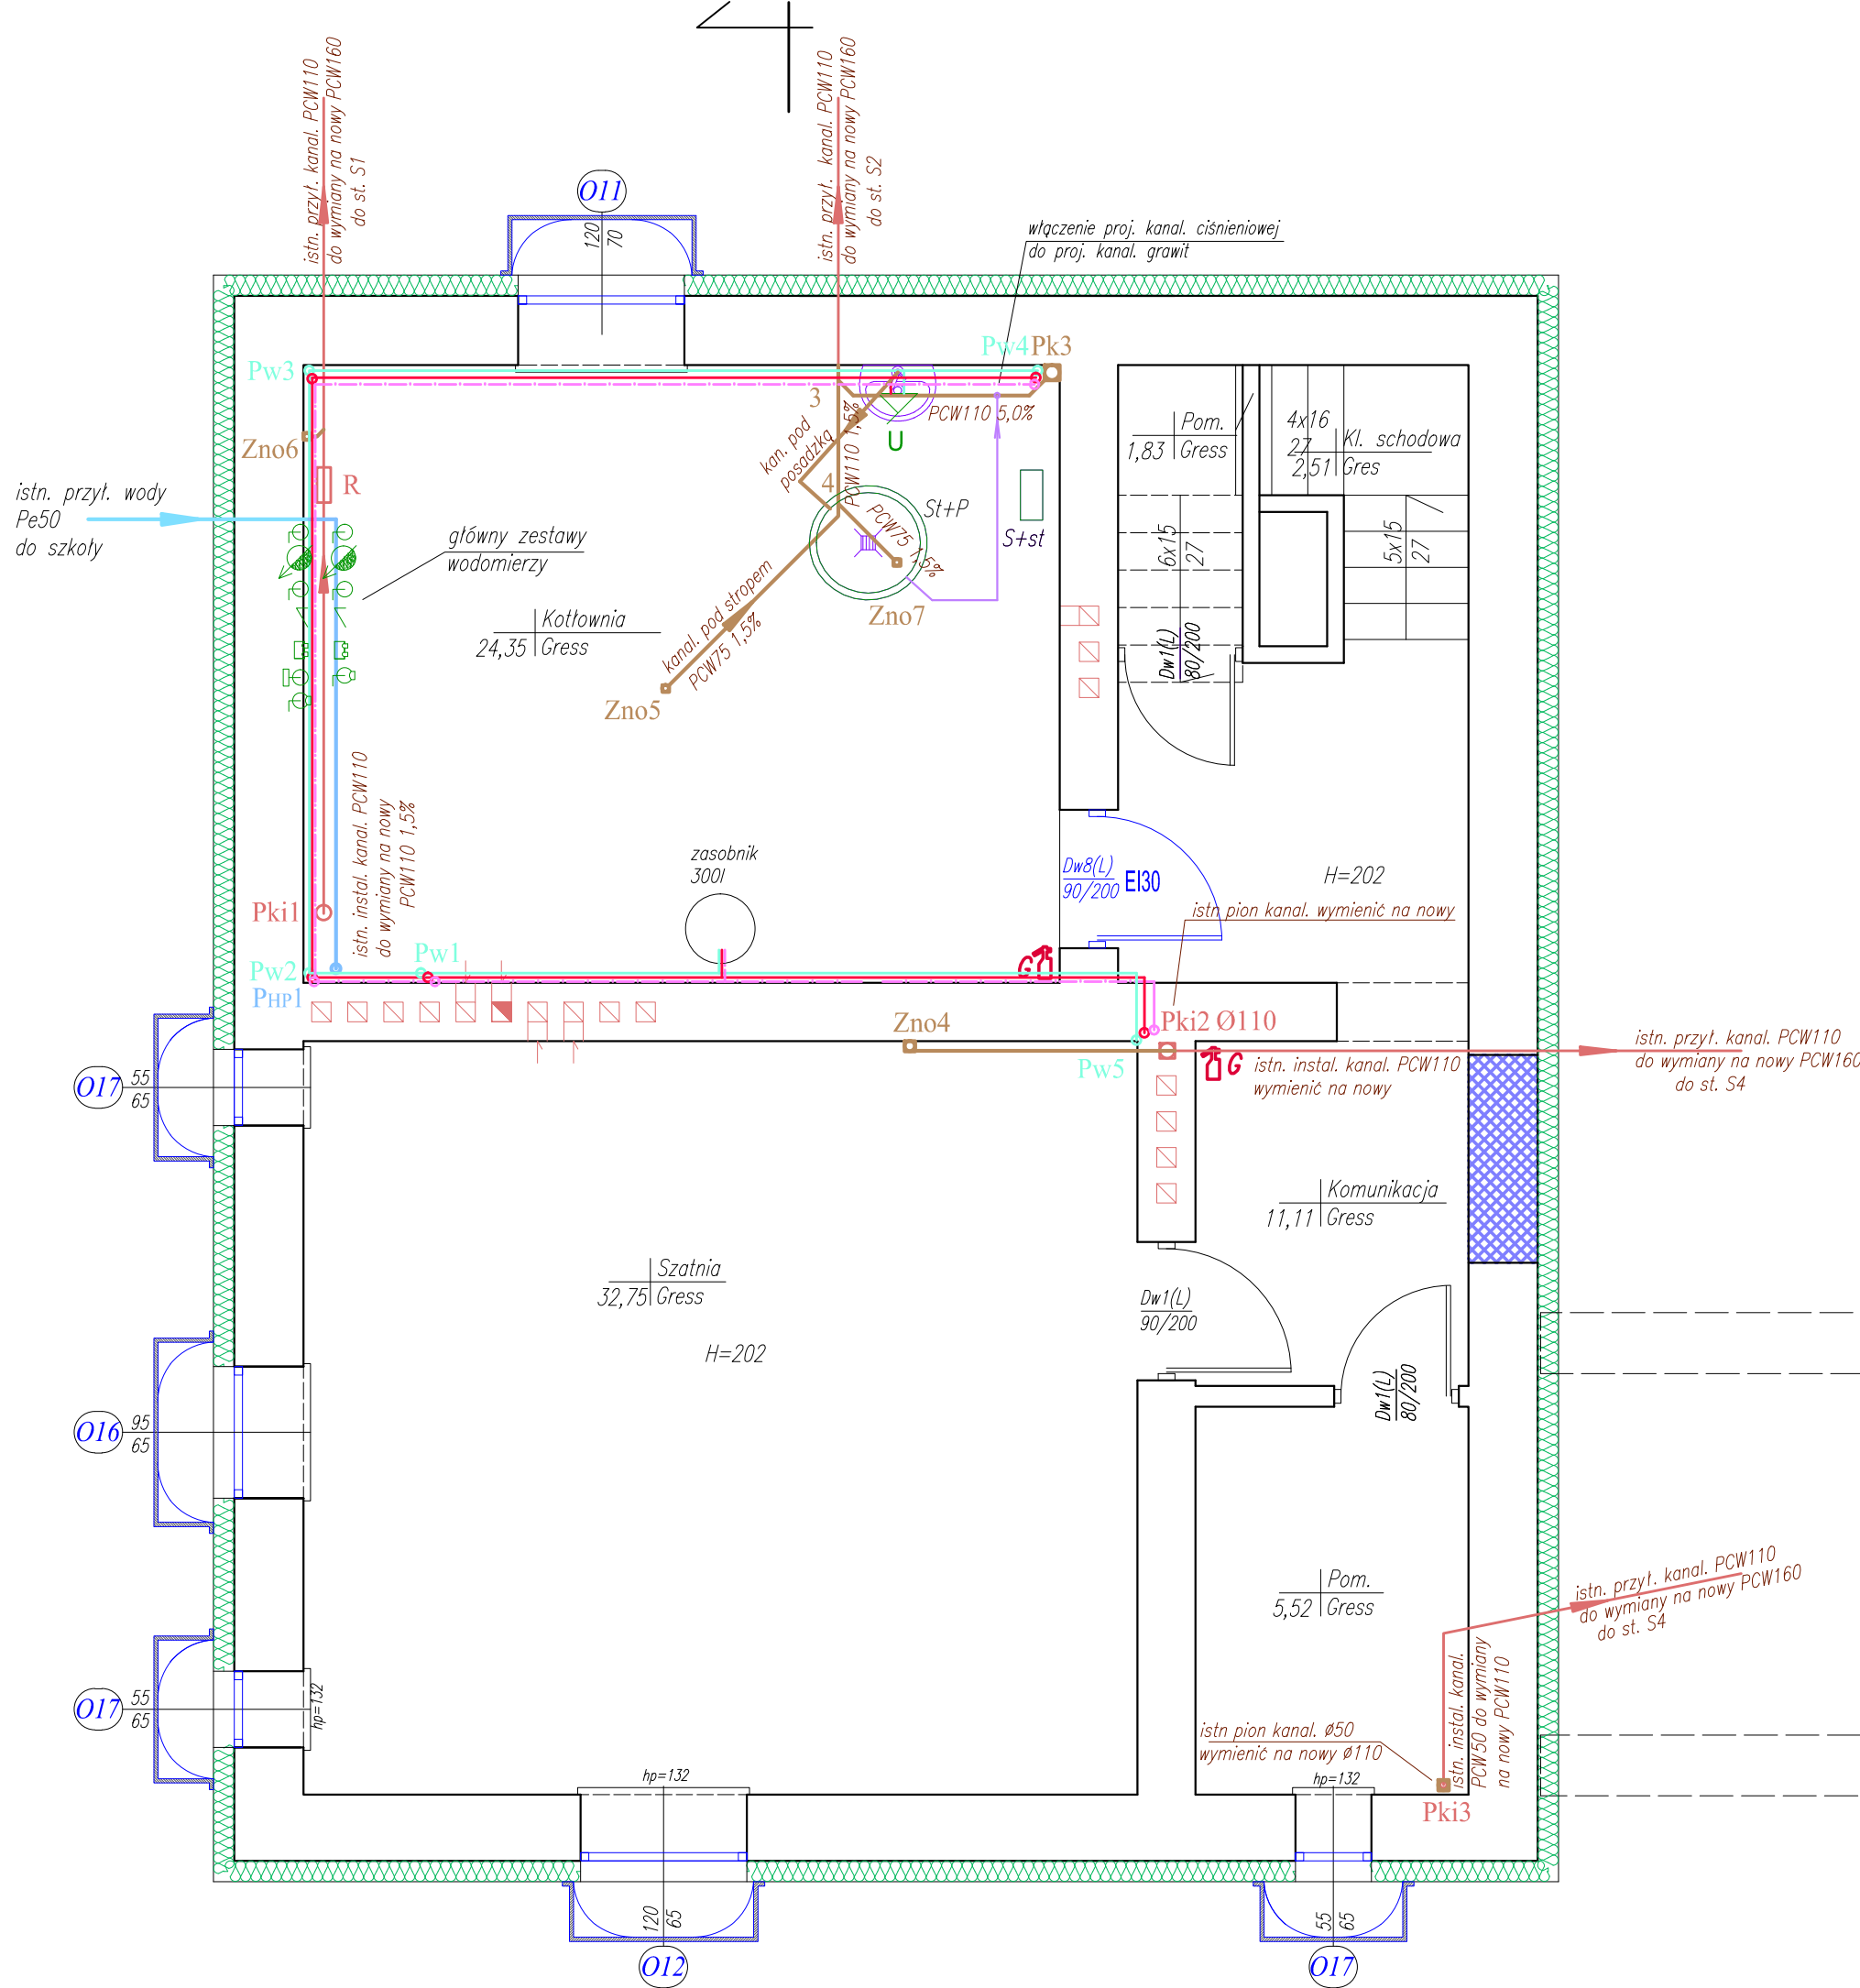 istn. przył. kanal. PCW110
do wymiany na nowy PCW160
do st. S1
istn. przył. kanal. PCW110
do wymiany na nowy PCW160
do st. S2
O11
120
70
włączenie proj. kanal. ciśnieniowej
do proj. kanal. grawit
Pw3
Pw4
Pk3
3
PCW110 5,0%
U
kan. pod
posadzką
PCW110 1,5%
4
Zno6
R
istn. przył. wody
Pe50
do szkoły
główny zestawy
wodomierzy
St+P
S+st
PCW75 1,5%
Zno7
Pom.
1,83
Gress
4x16
27
Kl. schodowa
2,51
Gres
6x15
27
5x15
27
Dw1(L)
80/200
Kotłownia
24,35
Gress
kanal. pod stropem
PCW75 1,5%
Zno5
istn. instal. kanal. PCW110
do wymiany na nowy
PCW110 1,5%
zasobnik
300l
Dw8(L)
90/200
EI30
H=202
istn pion kanal. wymienić na nowy
Pki1
Pw2
PHP1
Pw1
G
Zno4
Pki2 Ø110
Pw5
G
istn. instal. kanal. PCW110
wymienić na nowy
istn. przył. kanal. PCW110
do wymiany na nowy PCW160
do st. S4
O17
55
65
Komunikacja
11,11
Gress
Szatnia
32,75
Gress
H=202
Dw1(L)
90/200
Dw1(L)
80/200
O16
95
65
Pom.
5,52
Gress
istn. przył. kanal. PCW110
do wymiany na nowy PCW160
do st. S4
O17
55
65
hp=132
istn pion kanal. ø50
wymienić na nowy ø110
istn. instal. kanal.
PCW50 do wymiany
na nowy PCW110
hp=132
hp=132
Pki3
120
65
O12
55
65
O17